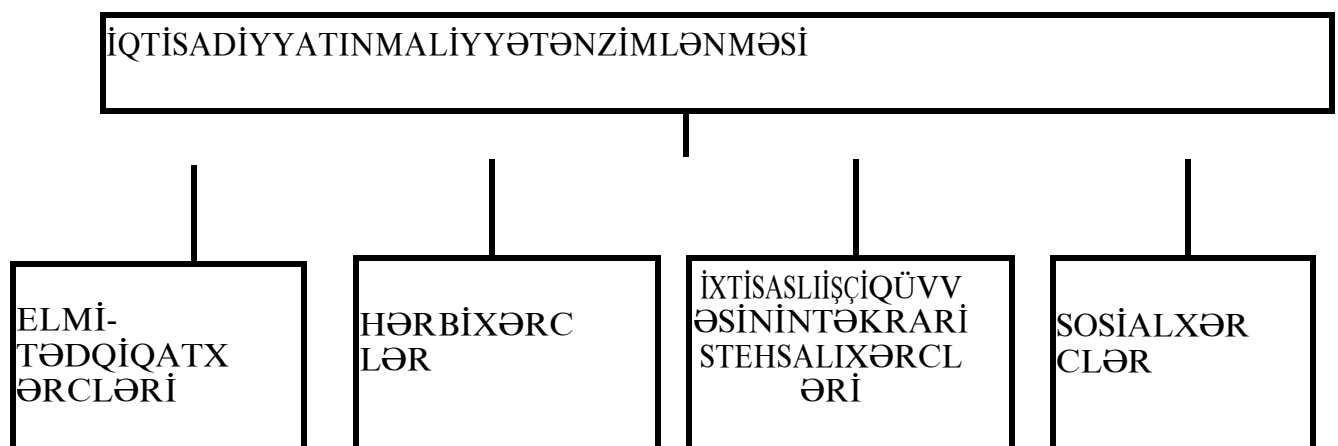 İQTİSADİYYATINMALİYYƏTƏNZİMLƏNMƏSİ
ELMİ-
TƏDQİQATX
ƏRCLƏRİ
HƏRBİXƏRC
LƏR
İXTİSASLIİŞÇİQÜVV
ƏSİNİNTƏKRARİ
STEHSALIXƏRCL
ƏRİ
SOSİALXƏR
CLƏR